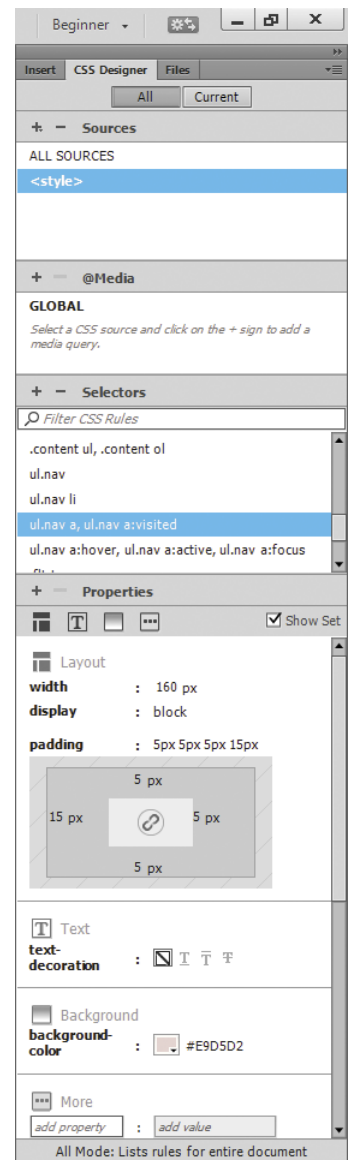 Beginner
Insert CSS Designer Files
All Current
+ − Sources
ALL SOURCES
<style>
+ − @Media
GLOBAL
Select a CSS source and click on the + sign to add a
media query.
+ − Selectors
Filter CSS Rules
.content ul, .content ol
ul.nav
ul.nav li
ul.nav a, ul.nav a:visited
ul.nav a:hover, ul.nav a:active, ul.nav a:focus
+ − Properties
T Show Set
Layout
width : 160 px
display : block
padding : 5px 5px 5px 15px
5 px
15 px 5 px
5 px
T Text
text-
decoration : T T T
Background
background-
color : #E9D5D2
More
add property : add value
All Mode: Lists rules for entire document